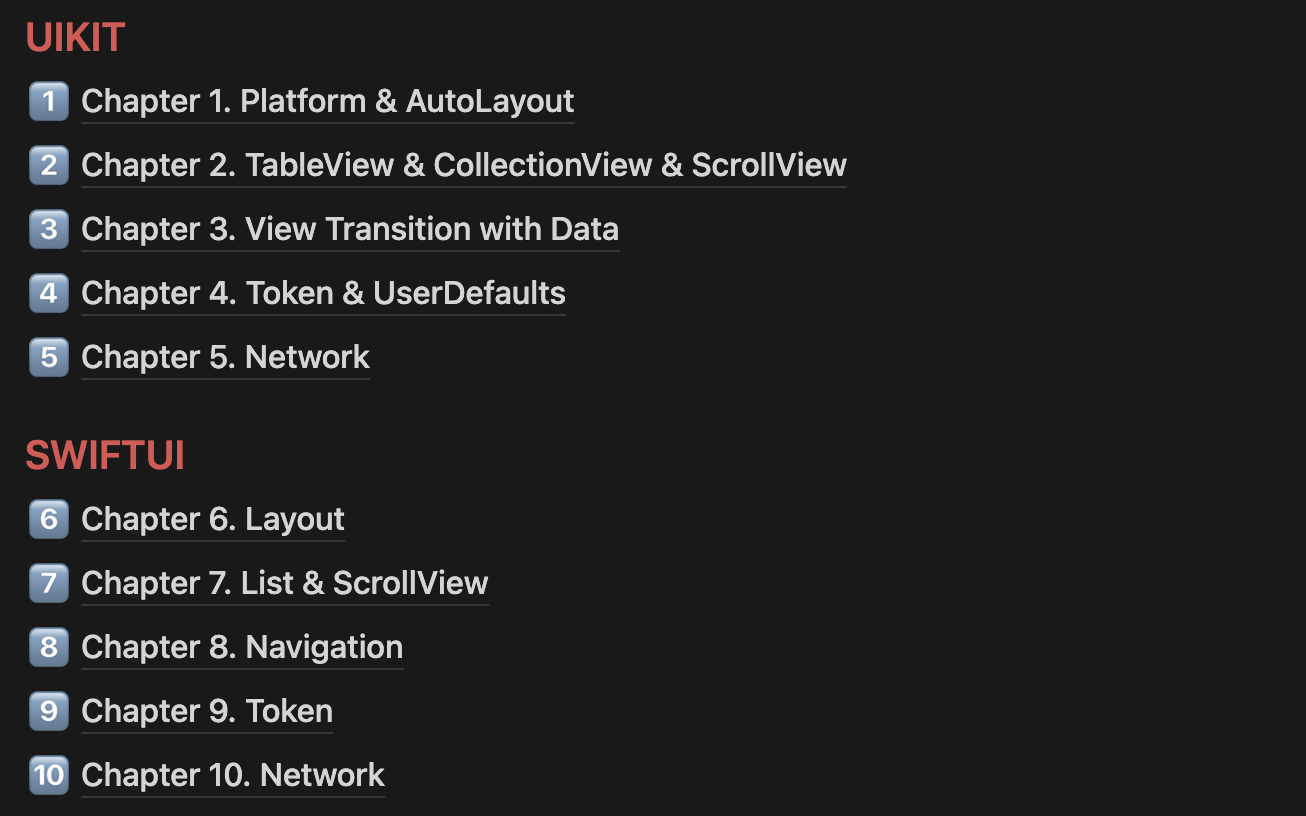 UIKIT
1 Chapter 1. Platform & AutoLayout
2 Chapter 2. TableView & CollectionView & ScrollView
3 Chapter 3. View Transition with Data
4 Chapter 4. Token & UserDefaults
5 Chapter 5. Network
SWIFTUI
6 Chapter 6. Layout
7 Chapter 7. List & ScrollView
8 Chapter 8. Navigation
9 Chapter 9. Token
10 Chapter 10. Network